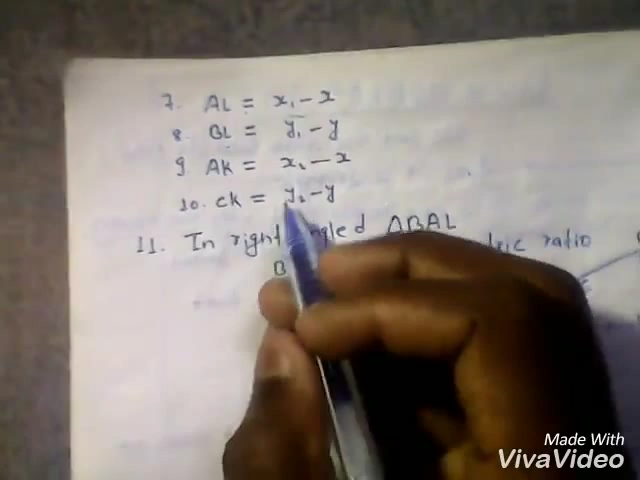 7. AL = x₁ - x
8. BL = y₁ - y
9 AK = x₂ - x
10. CK = y₂ - y
11. In right angled ΔBAL
ratio
Made With
VivaVideo